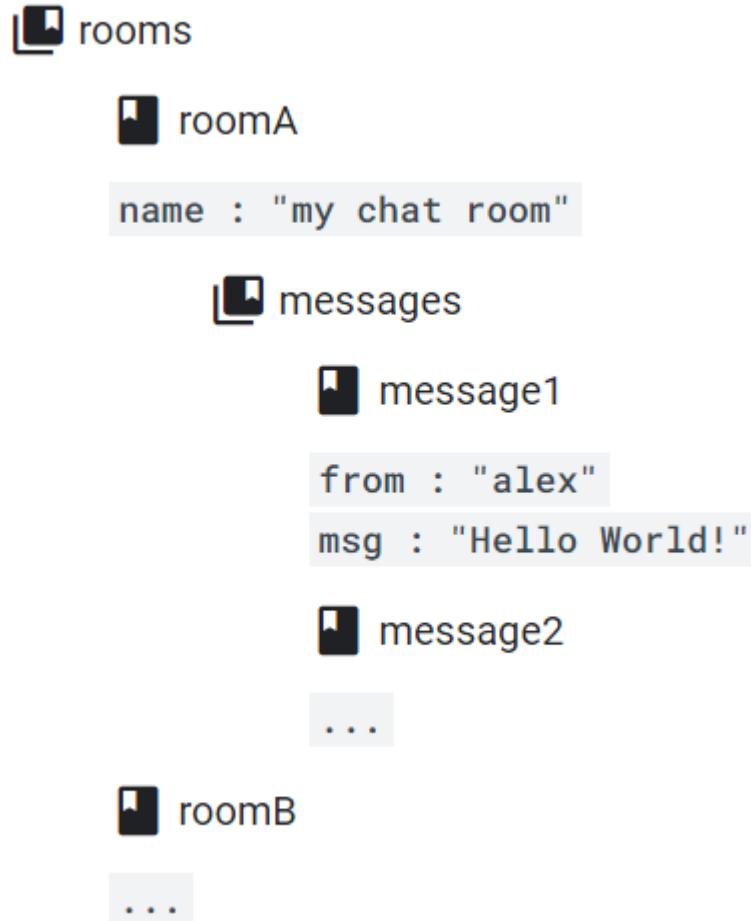 rooms
roomA
name : "my chat room"
messages
message1
from : "alex"
msg : "Hello World!"
message2
...
roomB
...